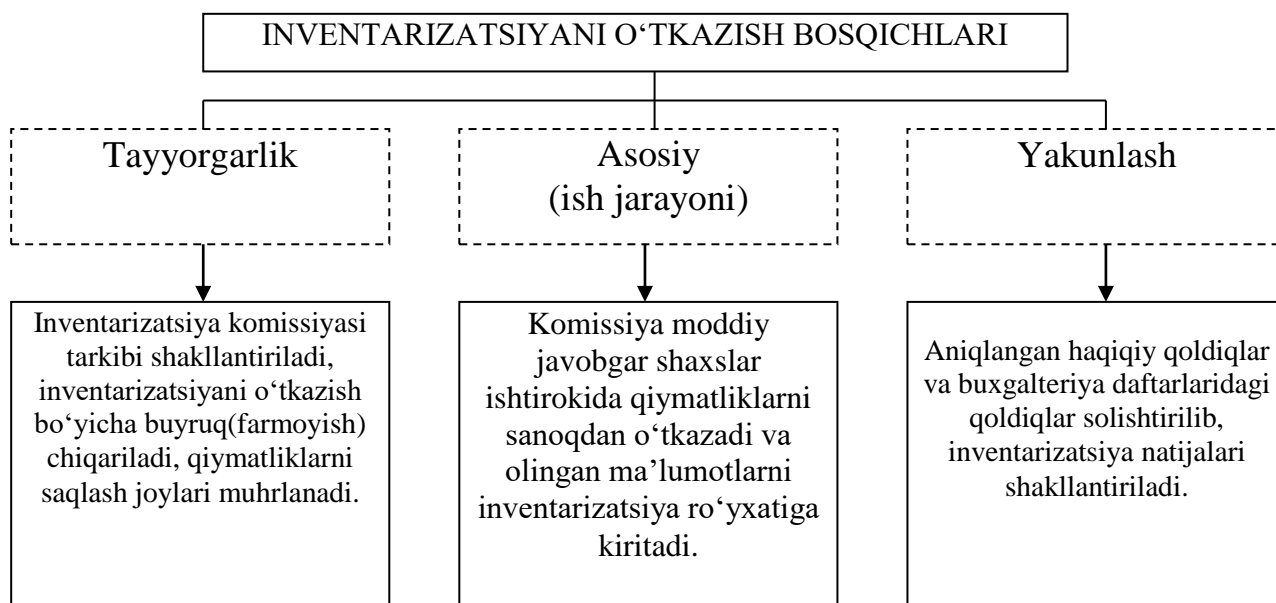 INVENTARIZATSIYANI O‘TKAZISH BOSQICHLARI
Tayyorgarlik
Asosiy
(ish jarayoni)
Yakunlash
Inventarizatsiya komissiyasi
tarkibi shakllantiriladi,
inventarizatsiyani o‘tkazish
bo‘yicha buyruq(farmoyish)
chiqariladi, qiymatliklarni
saqlash joylari muhrlanadi.
Komissiya moddiy
javobgar shaxslar
ishtirokida qiymatliklarni
sanoqdan o‘tkazadi va
olingan ma’lumotlarni
inventarizatsiya ro‘yxatiga
kiritadi.
Aniqlangan haqiqiy qoldiqlar
va buxgalteriya daftarlaridagi
qoldiqlar solishtirilib,
inventarizatsiya natijalari
shakllantiriladi.